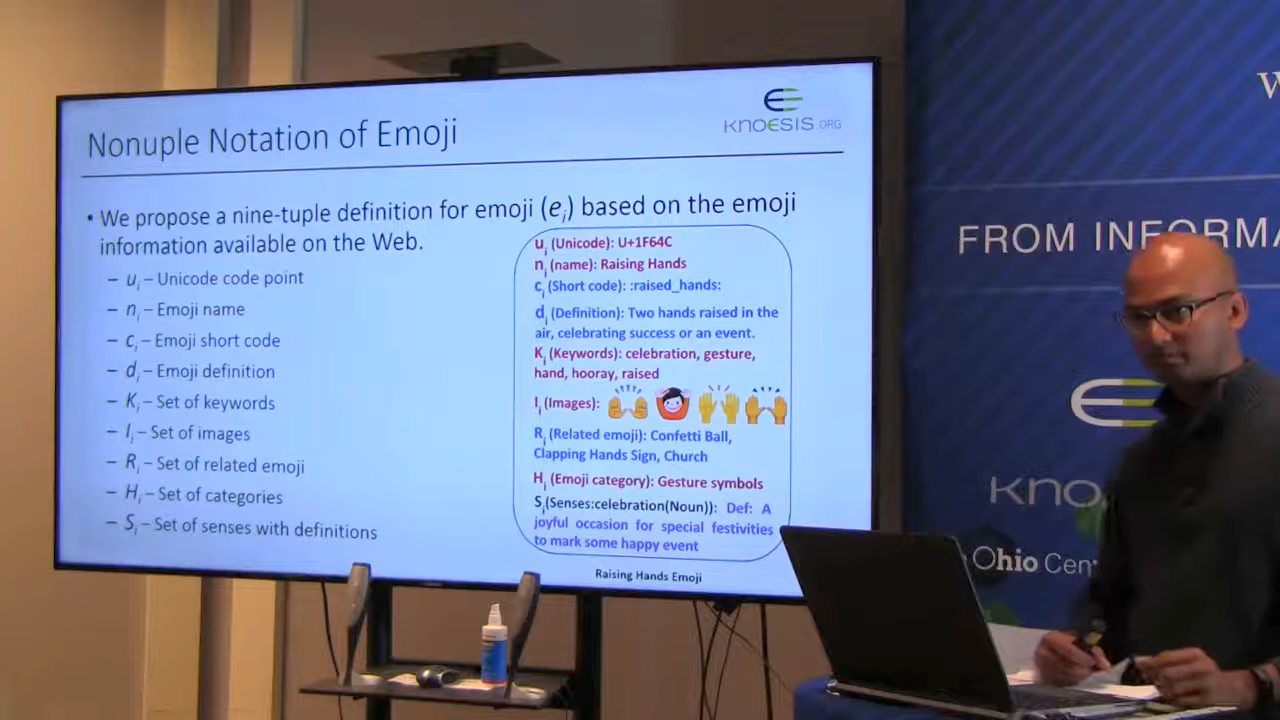 Nonuple Notation of Emoji
KNOESIS.ORG
• We propose a nine-tuple definition for emoji (ei) based on the emoji
information available on the Web.
– ui – Unicode code point
– ni – Emoji name
– ci – Emoji short code
– di – Emoji definition
– Ki – Set of keywords
– Ii – Set of images
– Ri – Set of related emoji
– Hi – Set of categories
– Si – Set of senses with definitions
ui (Unicode): U+1F64C
ni (name): Raising Hands
ci (Short code): :raised_hands:
di (Definition): Two hands raised in the
air, celebrating success or an event.
Ki (Keywords): celebration, gesture,
hand, hooray, raised
Ii (Images):
Ri (Related emoji): Confetti Ball,
Clapping Hands Sign, Church
Hi (Emoji category): Gesture symbols
Si(Senses:celebration(Noun)): Def: A
joyful occasion for special festivities
to mark some happy event
Raising Hands Emoji
W
FROM INFORMA
KNO
Ohio Cen